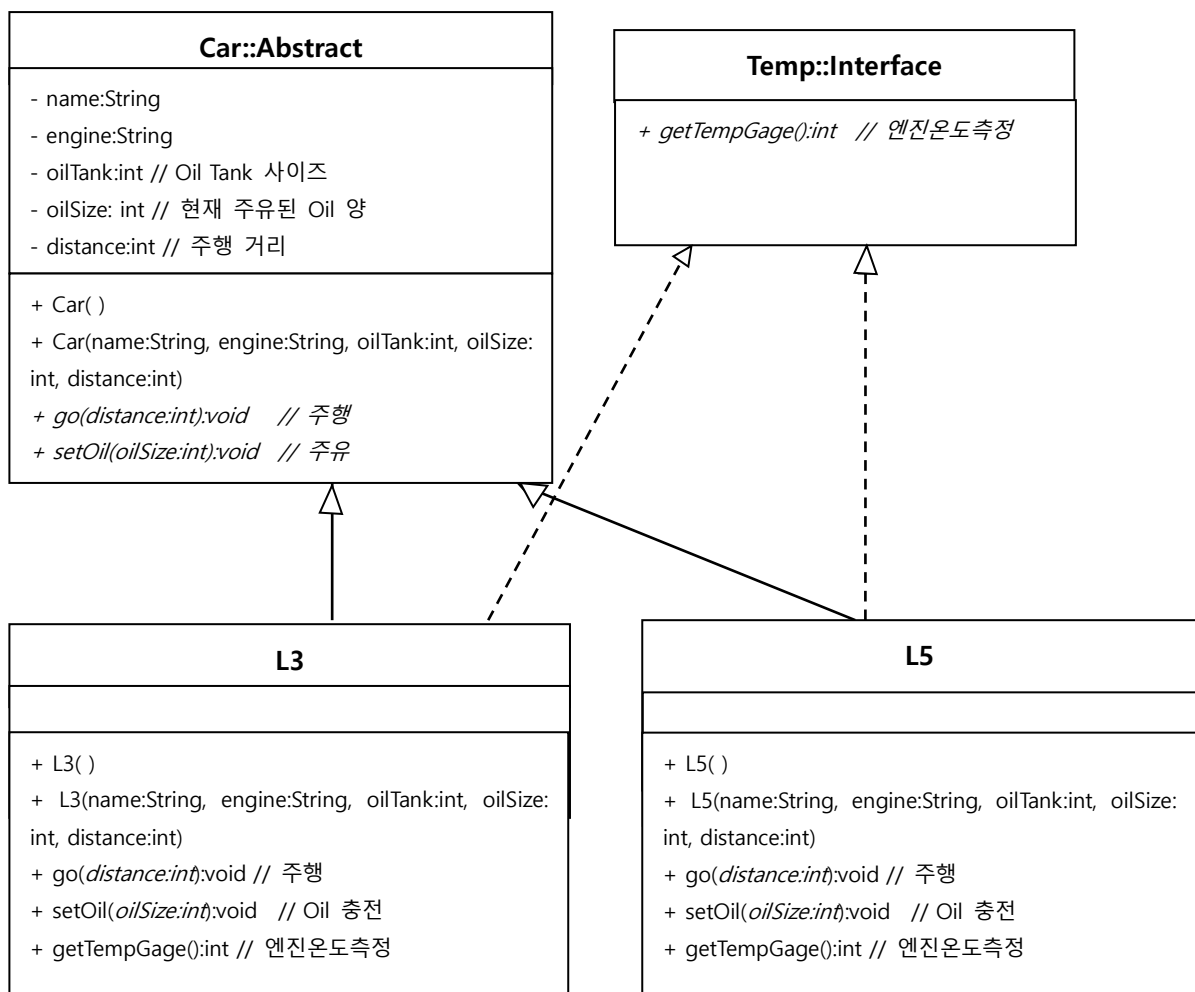 Car::Abstract
- name:String
- engine:String
- oilTank:int // Oil Tank 사이즈
- oilSize: int // 현재 주유된 Oil 양
- distance:int // 주행 거리
+ Car( )
+ Car(name:String, engine:String, oilTank:int, oilSize:
int, distance:int)
+ go(distance:int):void // 주행
+ setOil(oilSize:int):void // 주유
Temp::Interface
+ getTempGage():int // 엔진온도측정
L3
+ L3( )
+ L3(name:String, engine:String, oilTank:int, oilSize:
int, distance:int)
+ go(distance:int):void // 주행
+ setOil(oilSize:int):void // Oil 충전
+ getTempGage():int // 엔진온도측정
L5
+ L5( )
+ L5(name:String, engine:String, oilTank:int, oilSize:
int, distance:int)
+ go(distance:int):void // 주행
+ setOil(oilSize:int):void // Oil 충전
+ getTempGage():int // 엔진온도측정